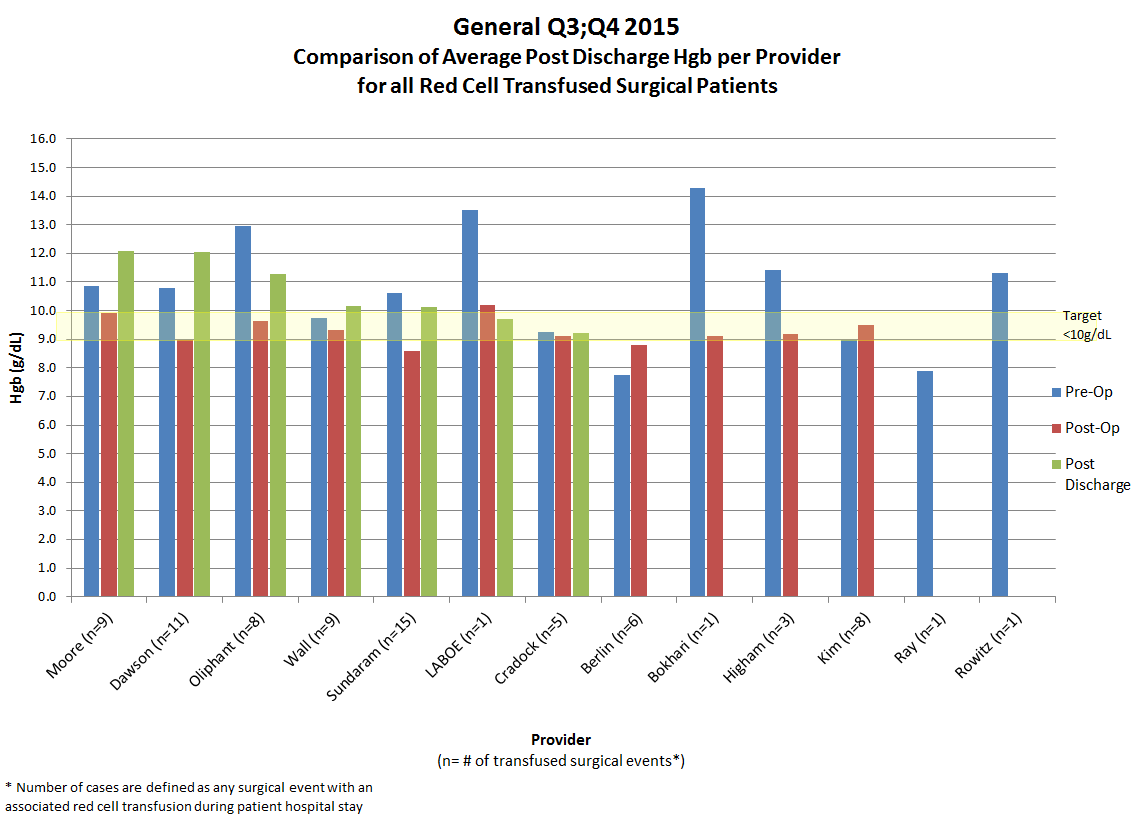 General Q3;Q4 2015
Comparison of Average Post Discharge Hgb per Provider
for all Red Cell Transfused Surgical Patients
Hgb (g/dL)
16.0
15.0
14.0
13.0
12.0
11.0
10.0
9.0
8.0
7.0
6.0
5.0
4.0
3.0
2.0
1.0
0.0
Target
<10g/dL
Pre-Op
Post-Op
Post
Discharge
Moore (n=9)
Dawson (n=11)
Oliphant (n=8)
Wall (n=9)
Sundaram (n=15)
LABOE (n=1)
Cradock (n=5)
Berlin (n=6)
Bokhari (n=1)
Higham (n=3)
Kim (n=8)
Ray (n=1)
Rowitz (n=1)
Provider
(n= # of transfused surgical events*)
* Number of cases are defined as any surgical event with an
associated red cell transfusion during patient hospital stay